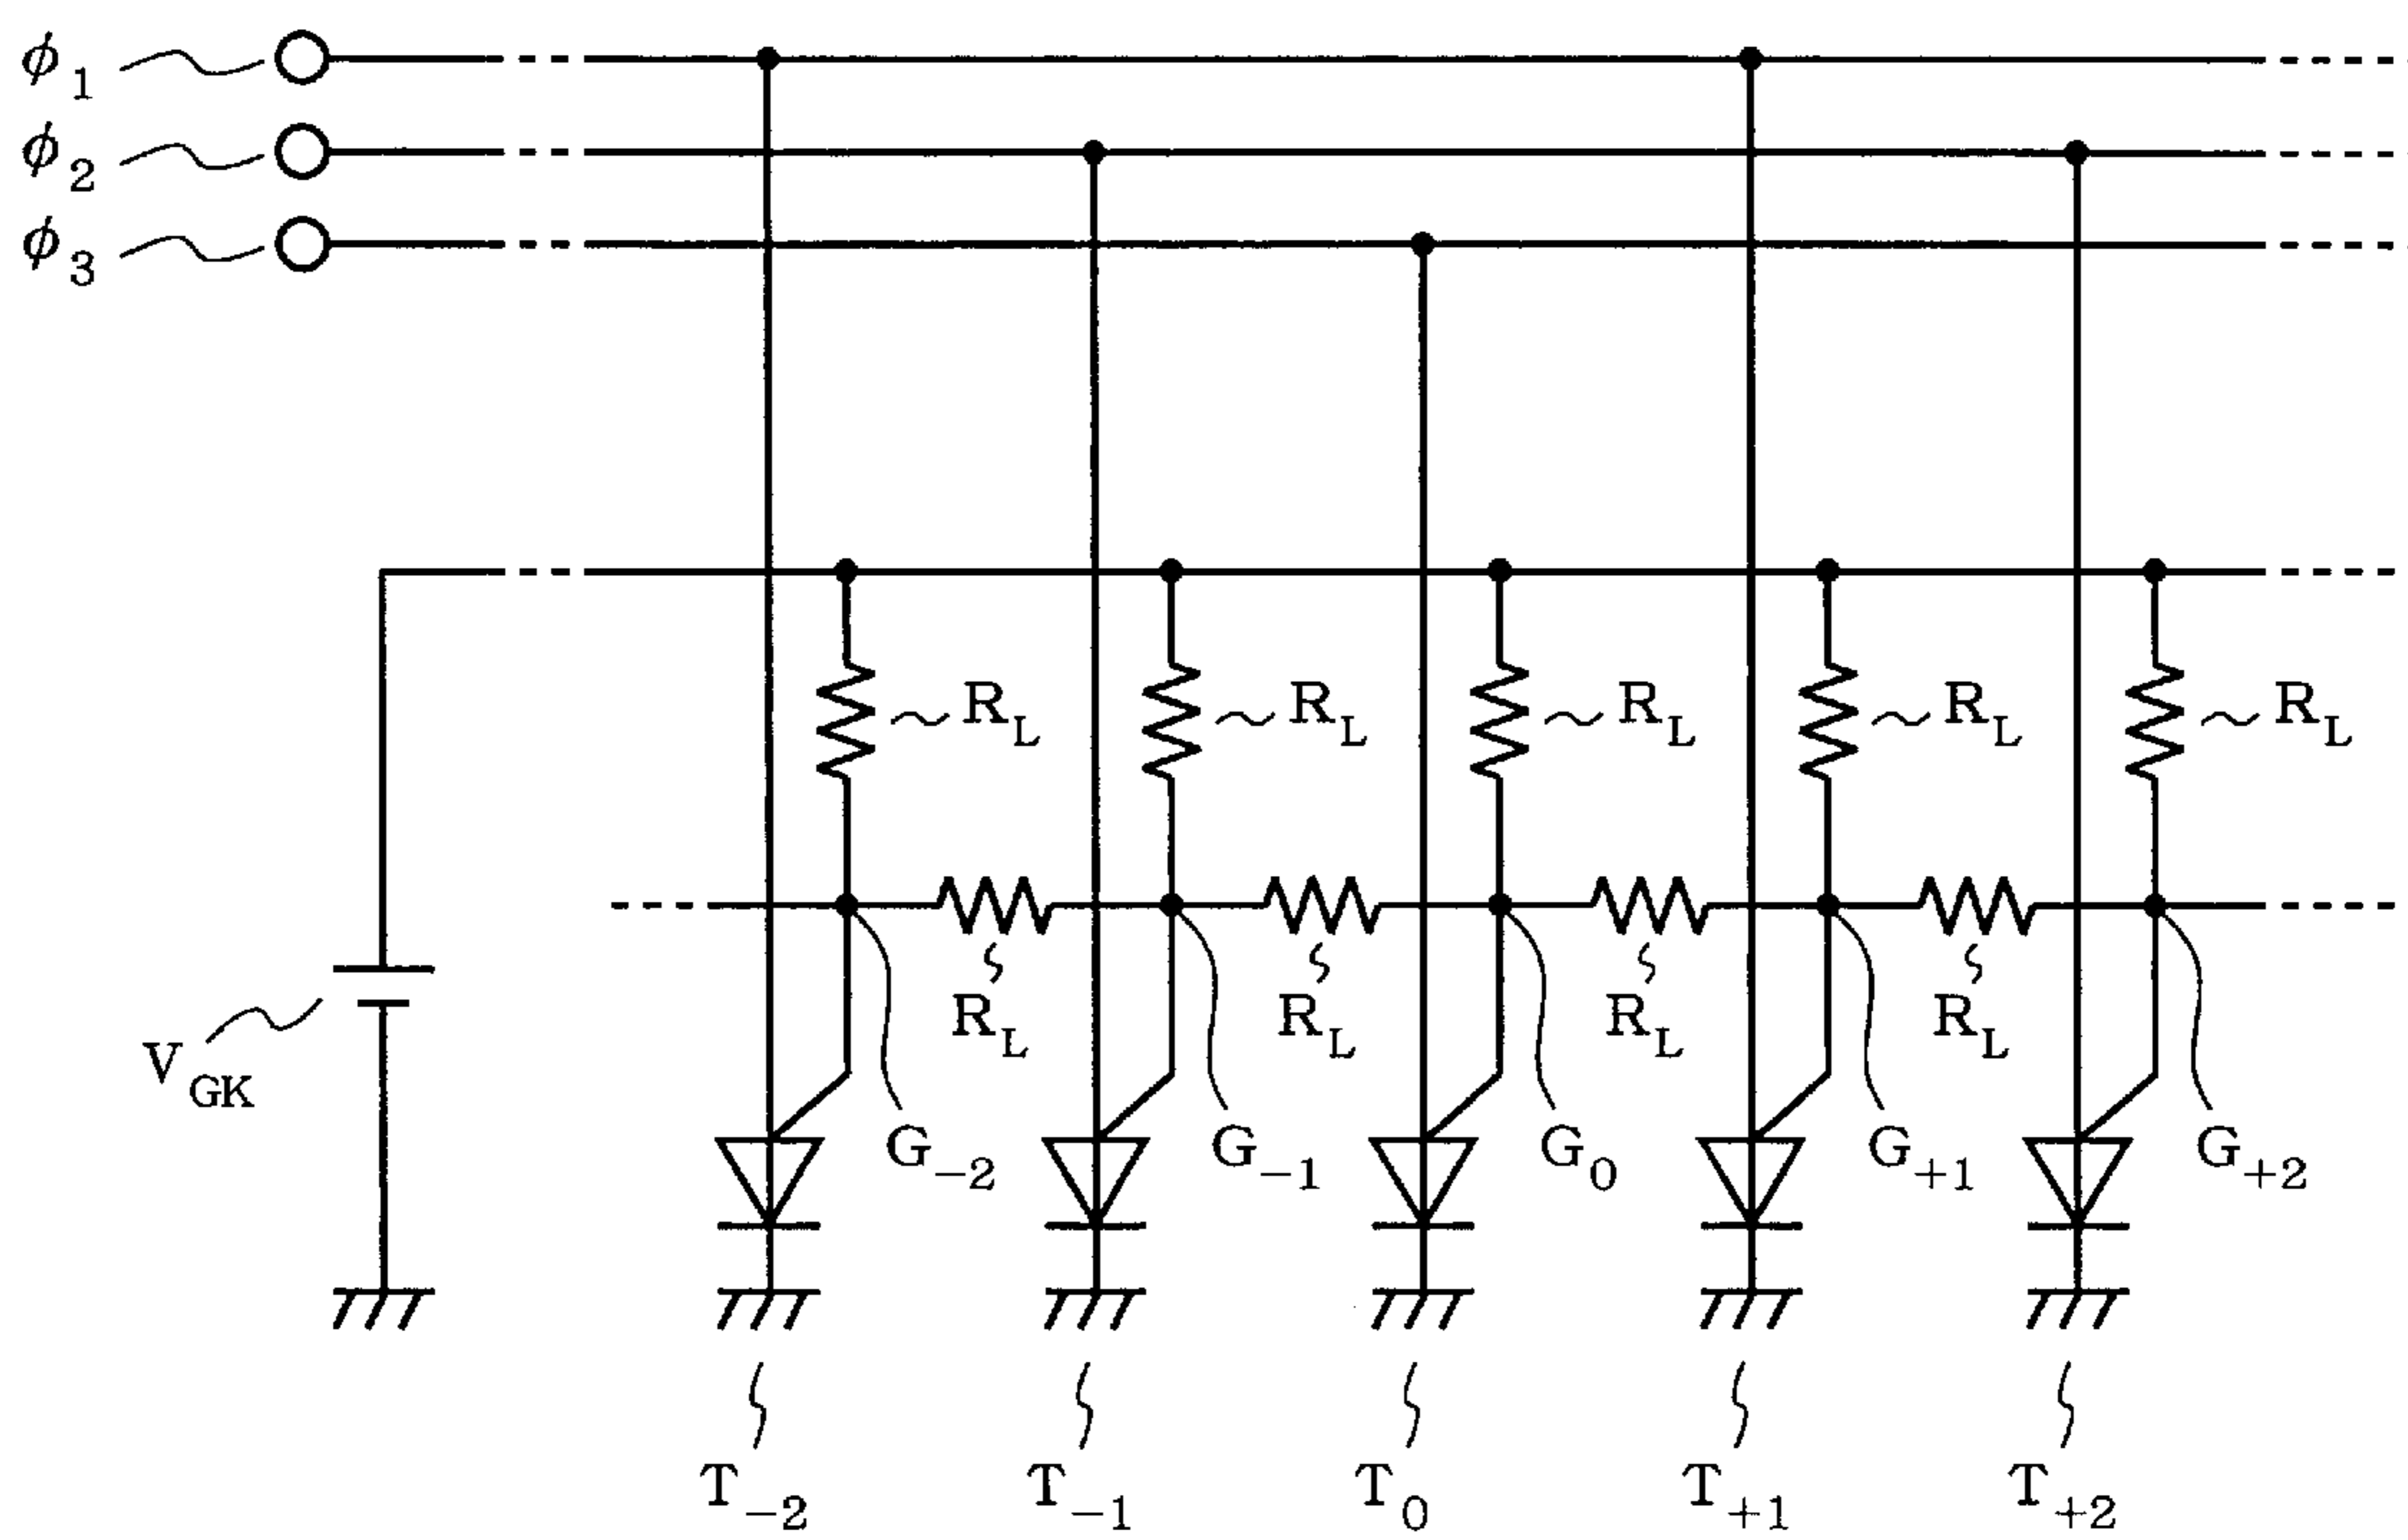 ϕ1
ϕ2
ϕ3
RL RL RL RL RL
RL RL RL RL
VGK
G−2 G−1 G0 G+1 G+2
T−2 T−1 T0 T+1 T+2